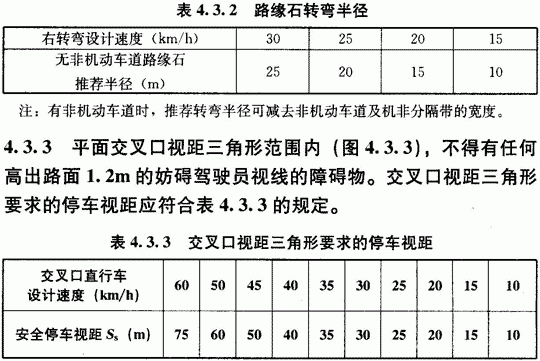 表 4.3.2 路缘石转弯半径
右转弯设计速度（km/h） 30 25 20 15
无非机动车道路缘石
推荐半径（m） 25 20 15 10
注：有非机动车道时，推荐转弯半径可减去非机动车道及机非分隔带的宽度。
4.3.3 平面交叉口视距三角形范围内（图 4.3.3），不得有任何
高出路面 1.2m 的妨碍驾驶员视线的障碍物。交叉口视距三角形
要求的停车视距应符合表 4.3.3 的规定。
表 4.3.3 交叉口视距三角形要求的停车视距
交叉口直行车
设计速度（km/h） 60 50 45 40 35 30 25 20 15 10
安全停车视距 Ss（m） 75 60 50 40 35 30 25 20 15 10